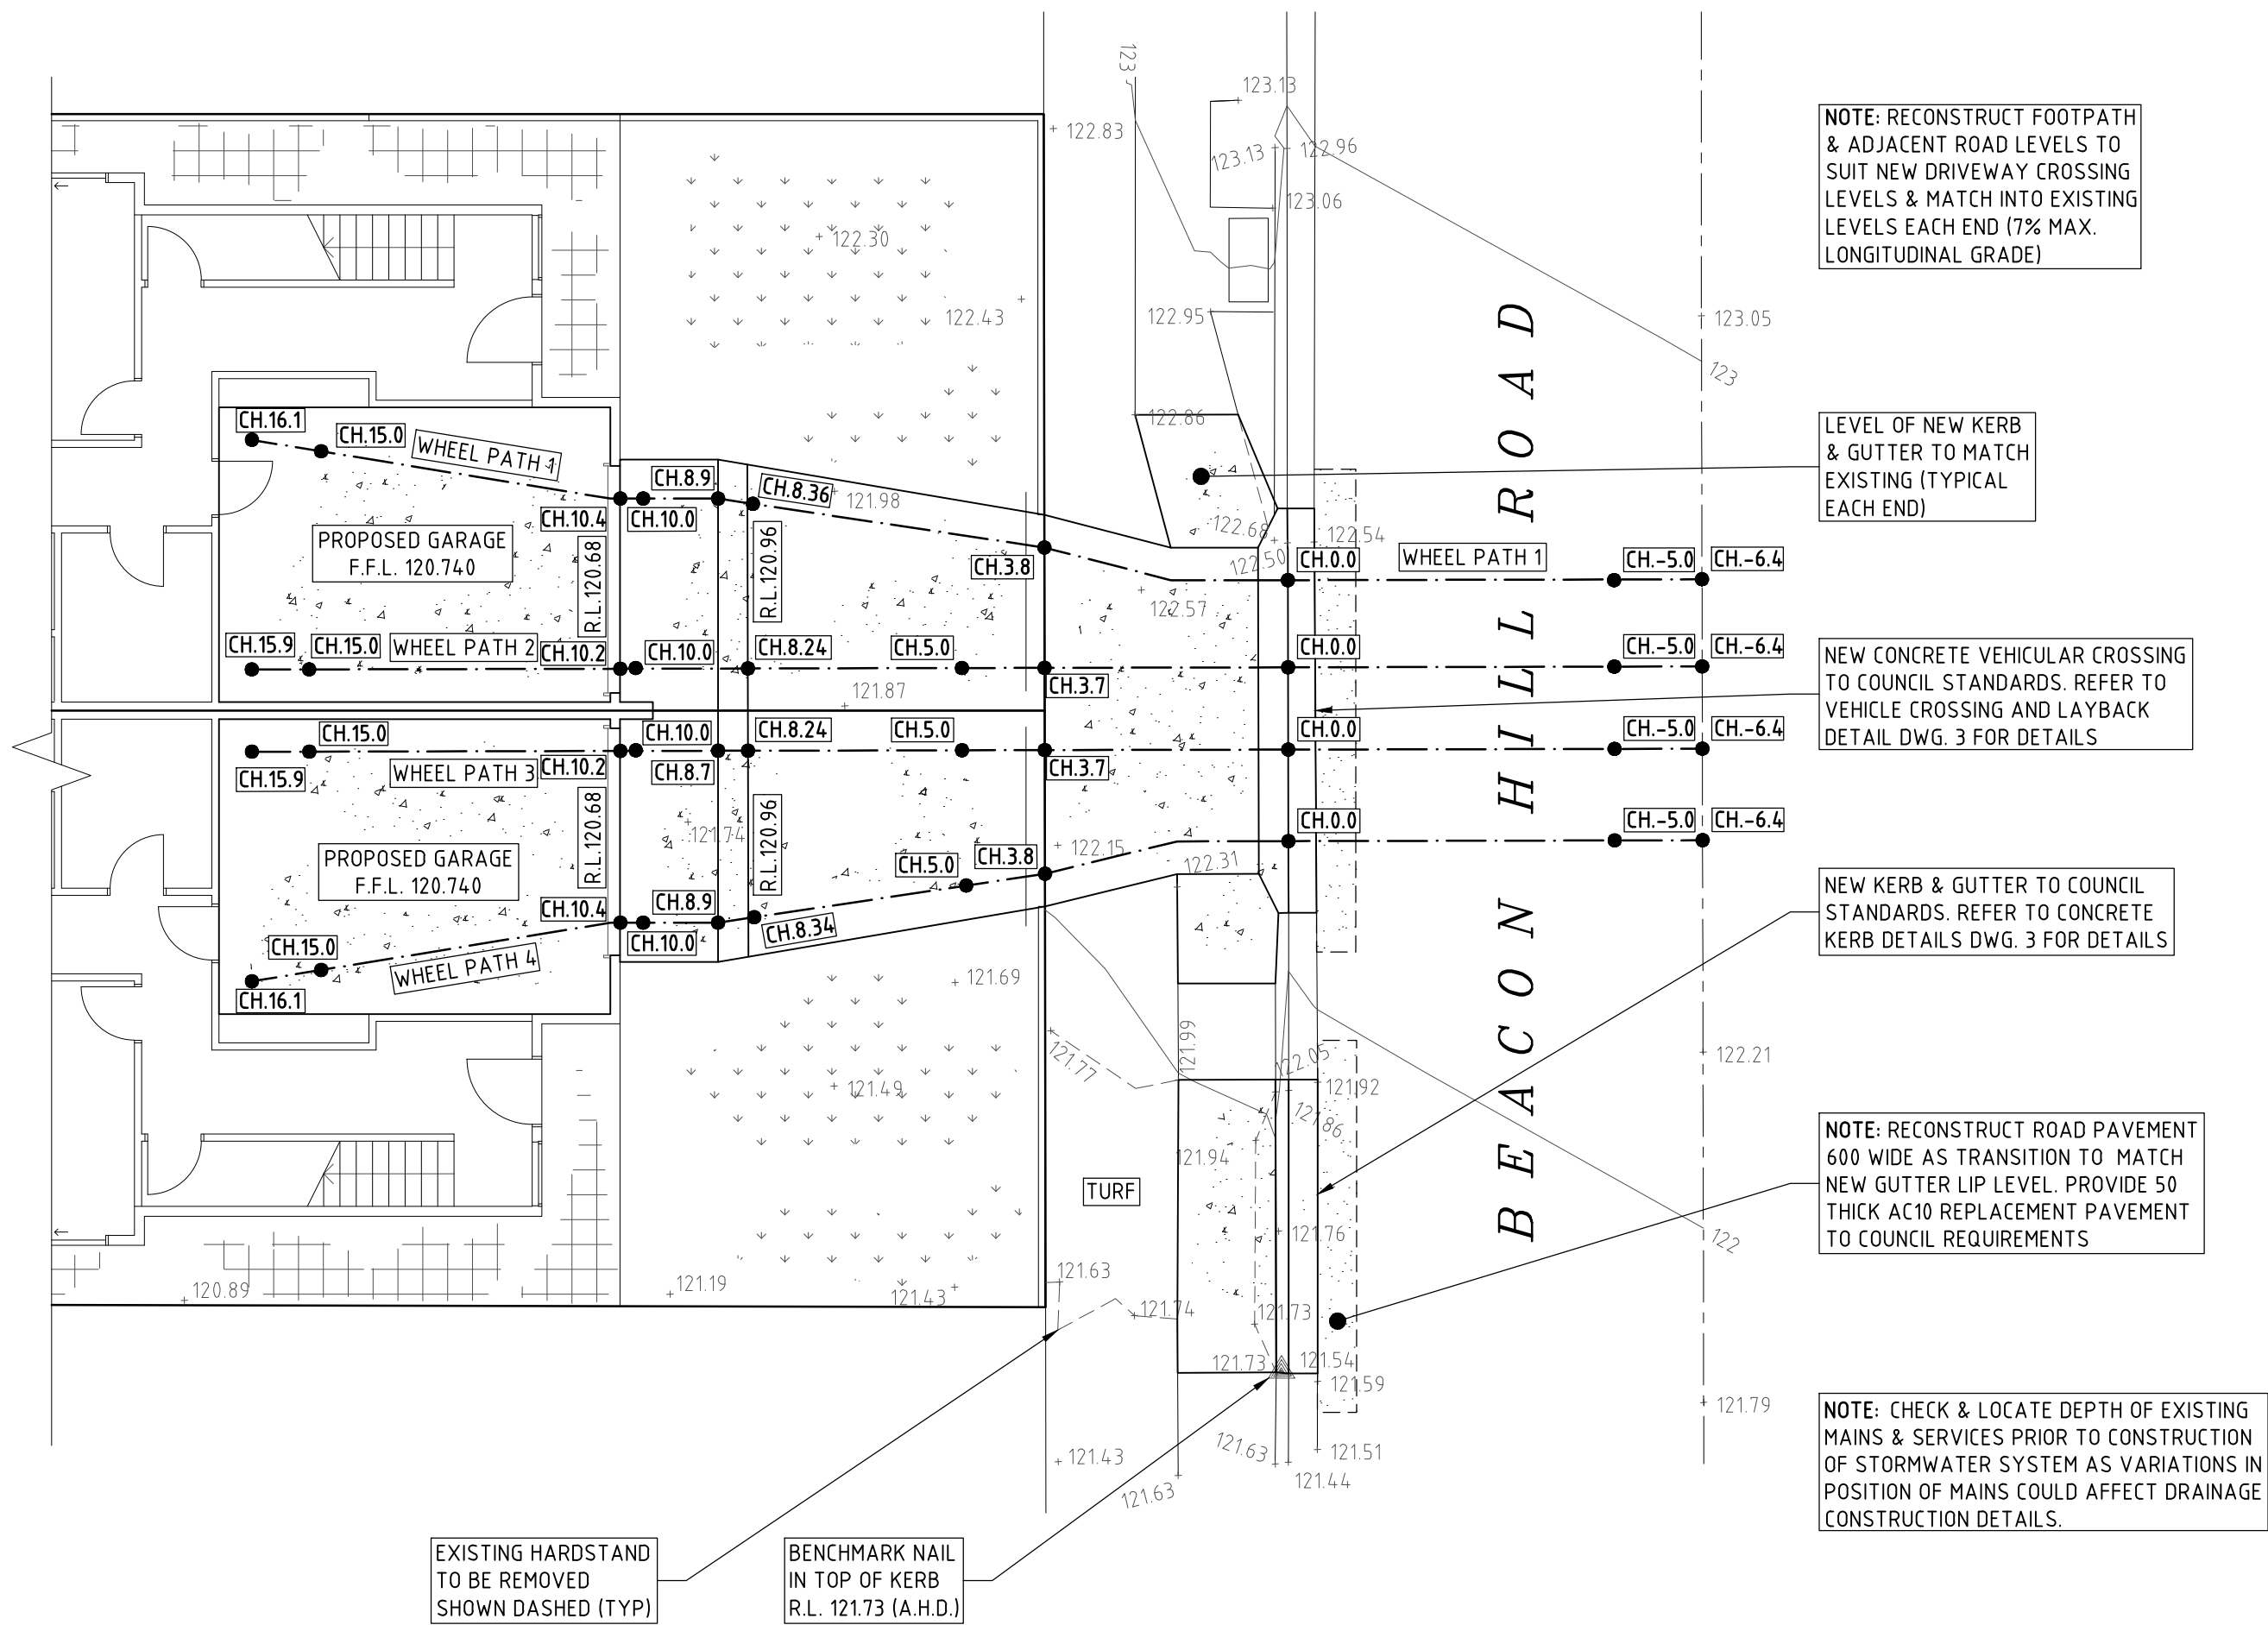 123
123.13
122.83
123.13
122.96
123.06
122.30
122.43
122.95
123.05
123
122.86
NOTE: RECONSTRUCT FOOTPATH
& ADJACENT ROAD LEVELS TO
SUIT NEW DRIVEWAY CROSSING
LEVELS & MATCH INTO EXISTING
LEVELS EACH END (7% MAX.
LONGITUDINAL GRADE)
LEVEL OF NEW KERB
& GUTTER TO MATCH
EXISTING (TYPICAL
EACH END)
CH.16.1
CH.15.0
WHEEL PATH 1
CH.8.9
CH.8.36
121.98
CH.10.4
CH.10.0
122.68
122.54
122.50
PROPOSED GARAGE
F.F.L. 120.740
R.L.120.68
R.L.120.96
CH.3.8
CH.0.0
WHEEL PATH 1
CH.-5.0
CH.-6.4
122.57
CH.15.9
CH.15.0
WHEEL PATH 2
CH.10.2
CH.10.0
CH.8.24
CH.5.0
CH.3.7
CH.0.0
CH.-5.0
CH.-6.4
121.87
NEW CONCRETE VEHICULAR CROSSING
TO COUNCIL STANDARDS. REFER TO
VEHICLE CROSSING AND LAYBACK
DETAIL DWG. 3 FOR DETAILS
CH.15.0
CH.15.9
WHEEL PATH 3
CH.10.2
CH.10.0
CH.8.7
CH.8.24
CH.5.0
CH.3.7
CH.0.0
CH.-5.0
CH.-6.4
121.74
R.L.120.68
R.L.120.96
PROPOSED GARAGE
F.F.L. 120.740
CH.10.4
CH.8.9
CH.10.0
CH.8.34
CH.5.0
CH.3.8
122.15
122.31
CH.0.0
CH.-5.0
CH.-6.4
CH.15.0
CH.16.1
WHEEL PATH 4
BEACON HILL ROAD
NEW KERB & GUTTER TO COUNCIL
STANDARDS. REFER TO CONCRETE
KERB DETAILS DWG. 3 FOR DETAILS
121.69
121.99
121.77
122.05
122.21
121.49
121.92
121.86
121.94
NOTE: RECONSTRUCT ROAD PAVEMENT
600 WIDE AS TRANSITION TO MATCH
NEW GUTTER LIP LEVEL. PROVIDE 50
THICK AC10 REPLACEMENT PAVEMENT
TO COUNCIL REQUIREMENTS
TURF
121.76
122
120.89
121.19
121.43
121.63
121.74
121.73
121.73
121.54
121.59
121.79
121.43
121.63
121.63
121.51
121.44
NOTE: CHECK & LOCATE DEPTH OF EXISTING
MAINS & SERVICES PRIOR TO CONSTRUCTION
OF STORMWATER SYSTEM AS VARIATIONS IN
POSITION OF MAINS COULD AFFECT DRAINAGE
CONSTRUCTION DETAILS.
EXISTING HARDSTAND
TO BE REMOVED
SHOWN DASHED (TYP)
BENCHMARK NAIL
IN TOP OF KERB
R.L. 121.73 (A.H.D.)